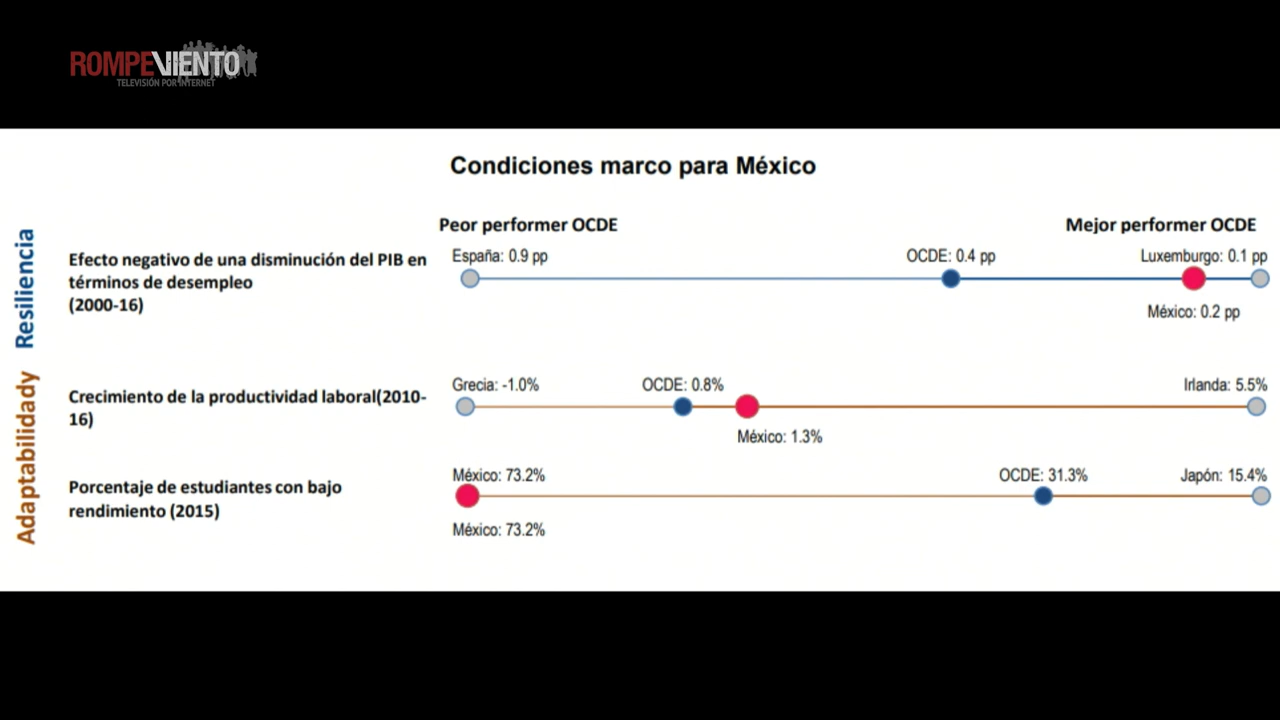 ROMPEVIENTO
TELEVISIÓN POR INTERNET
Condiciones marco para México
Peor performer OCDE
Mejor performer OCDE
Resiliencia
Efecto negativo de una disminución del PIB en
términos de desempleo
(2000-16)
España: 0.9 pp
OCDE: 0.4 pp
Luxemburgo: 0.1 pp
México: 0.2 pp
Adaptabilidady
Crecimiento de la productividad laboral(2010-
16)
Grecia: -1.0%
OCDE: 0.8%
Irlanda: 5.5%
México: 1.3%
Porcentaje de estudiantes con bajo
rendimiento (2015)
México: 73.2%
OCDE: 31.3%
Japón: 15.4%
México: 73.2%